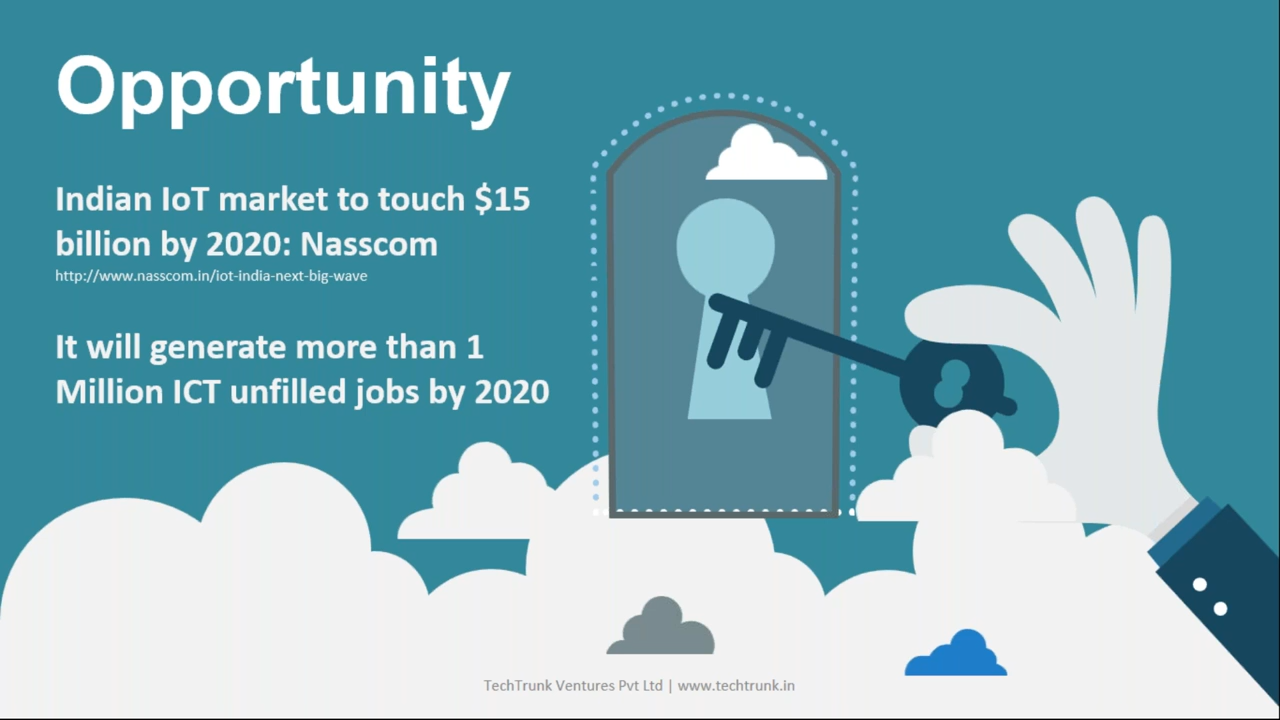 Opportunity
Indian IoT market to touch $15
billion by 2020: Nasscom
http://www.nasscom.in/iot-india-next-big-wave
It will generate more than 1
Million ICT unfilled jobs by 2020
TechTrunk Ventures Pvt Ltd | www.techtrunk.in